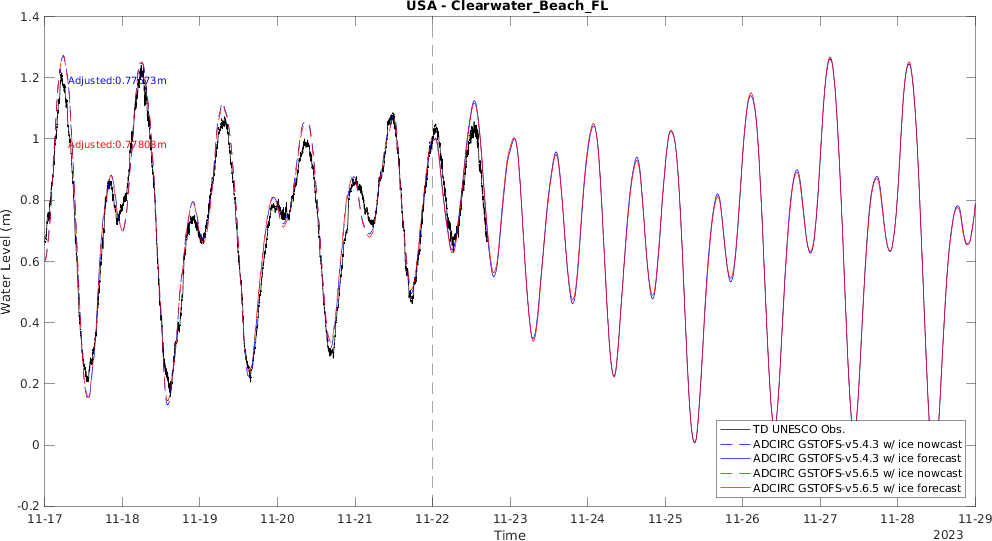 USA - Clearwater_Beach_FL
1.4
1.2
1
0.8
0.6
0.4
0.2
0
-0.2
Water Level (m)
Adjusted:
Adjusted:
TD UNESCO Obs.
ADCIRC GSTOFS-v5.4.3 w/ ice nowcast
ADCIRC GSTOFS-v5.4.3 w/ ice forecast
ADCIRC GSTOFS-v5.6.5 w/ ice nowcast
ADCIRC GSTOFS-v5.6.5 w/ ice forecast
11-17 11-18 11-19 11-20 11-21 11-22 11-23 11-24 11-25 11-26 11-27 11-28 11-29
Time
2023